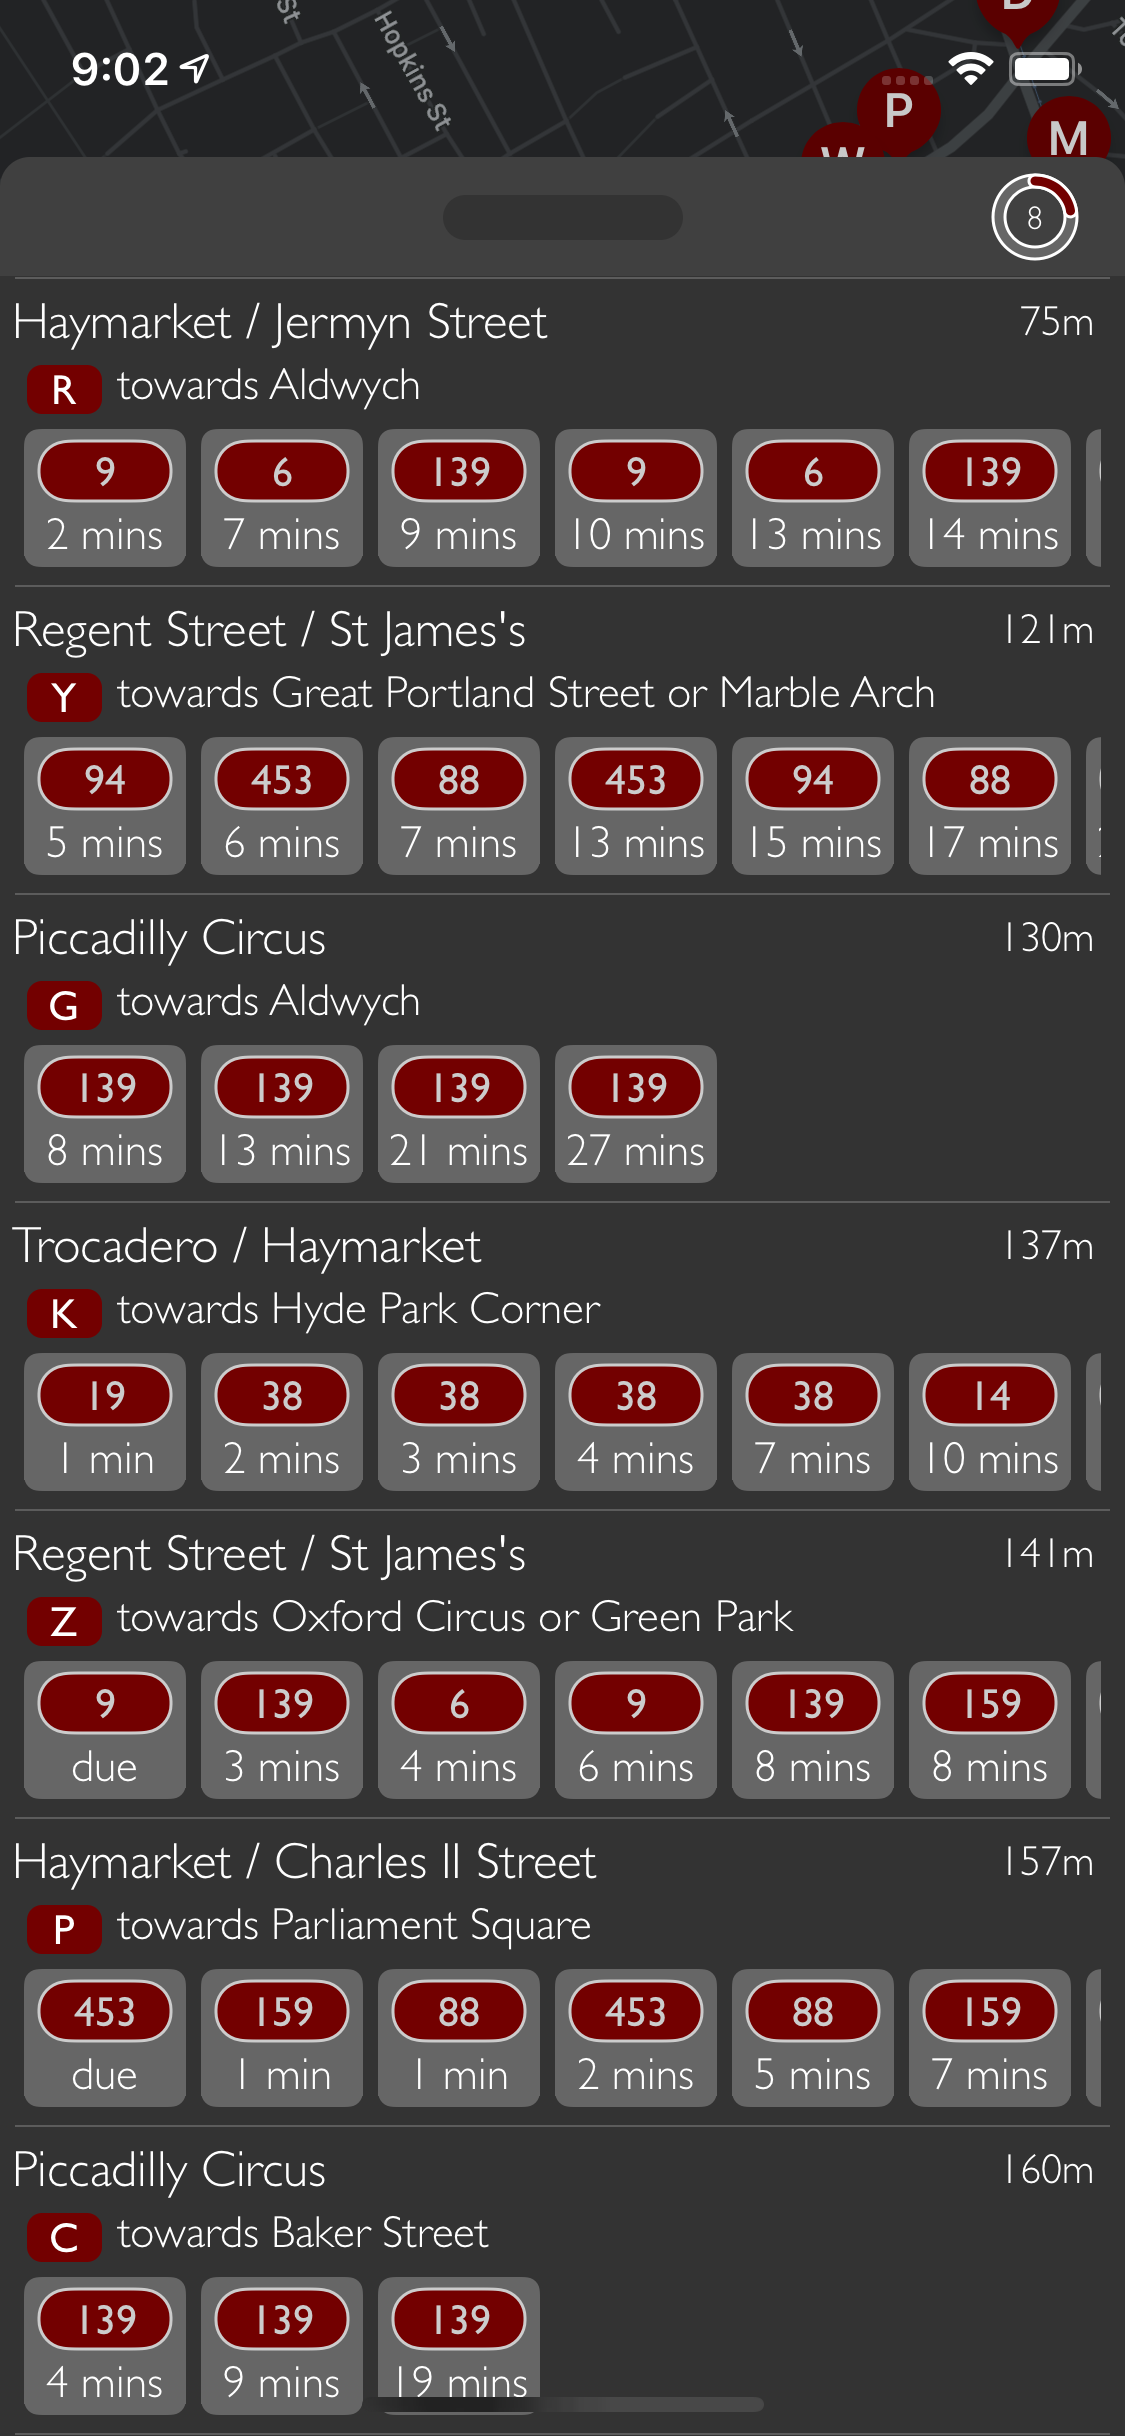 St
Hopkins St
9:02
P
M
8
Haymarket / Jermyn Street 75m
R towards Aldwych
9 6 139 9 6 139
2 mins 7 mins 9 mins 10 mins 13 mins 14 mins
Regent Street / St James's 121m
Y towards Great Portland Street or Marble Arch
94 453 88 453 94 88
5 mins 6 mins 7 mins 13 mins 15 mins 17 mins
Piccadilly Circus 130m
G towards Aldwych
139 139 139 139
8 mins 13 mins 21 mins 27 mins
Trocadero / Haymarket 137m
K towards Hyde Park Corner
19 38 38 38 38 14
1 min 2 mins 3 mins 4 mins 7 mins 10 mins
Regent Street / St James's 141m
Z towards Oxford Circus or Green Park
9 139 6 9 139 159
due 3 mins 4 mins 6 mins 8 mins 8 mins
Haymarket / Charles II Street 157m
P towards Parliament Square
453 159 88 453 88 159
due 1 min 1 min 2 mins 5 mins 7 mins
Piccadilly Circus 160m
C towards Baker Street
139 139 139
4 mins 9 mins 19 mins